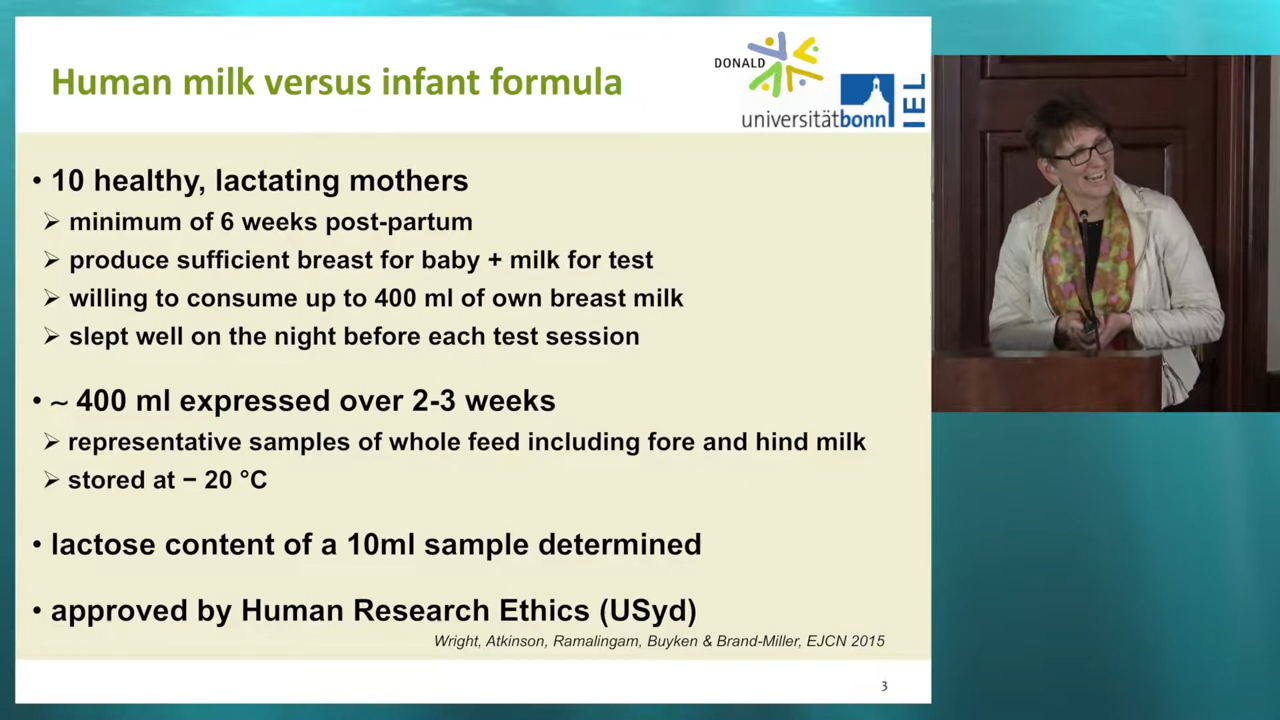 Human milk versus infant formula
DONALD
universitätbonn
IEL
• 10 healthy, lactating mothers
➢ minimum of 6 weeks post-partum
➢ produce sufficient breast for baby + milk for test
➢ willing to consume up to 400 ml of own breast milk
➢ slept well on the night before each test session
• ~ 400 ml expressed over 2-3 weeks
➢ representative samples of whole feed including fore and hind milk
➢ stored at − 20 °C
• lactose content of a 10ml sample determined
• approved by Human Research Ethics (USyd)
Wright, Atkinson, Ramalingam, Buyken & Brand-Miller, EJCN 2015
3